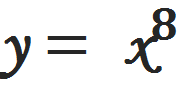 y = x⁸